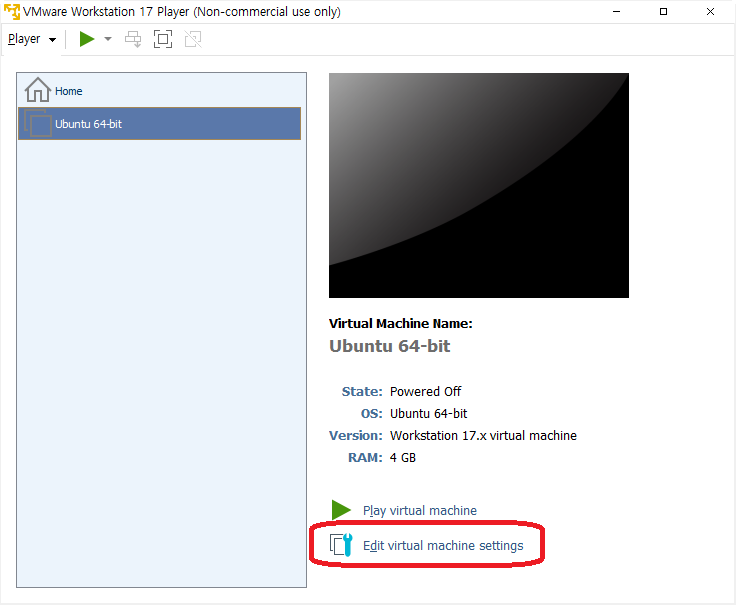 VMware Workstation 17 Player (Non-commercial use only)
Player
Home
Ubuntu 64-bit
Virtual Machine Name:
Ubuntu 64-bit
State: Powered Off
OS: Ubuntu 64-bit
Version: Workstation 17.x virtual machine
RAM: 4 GB
Play virtual machine
Edit virtual machine settings